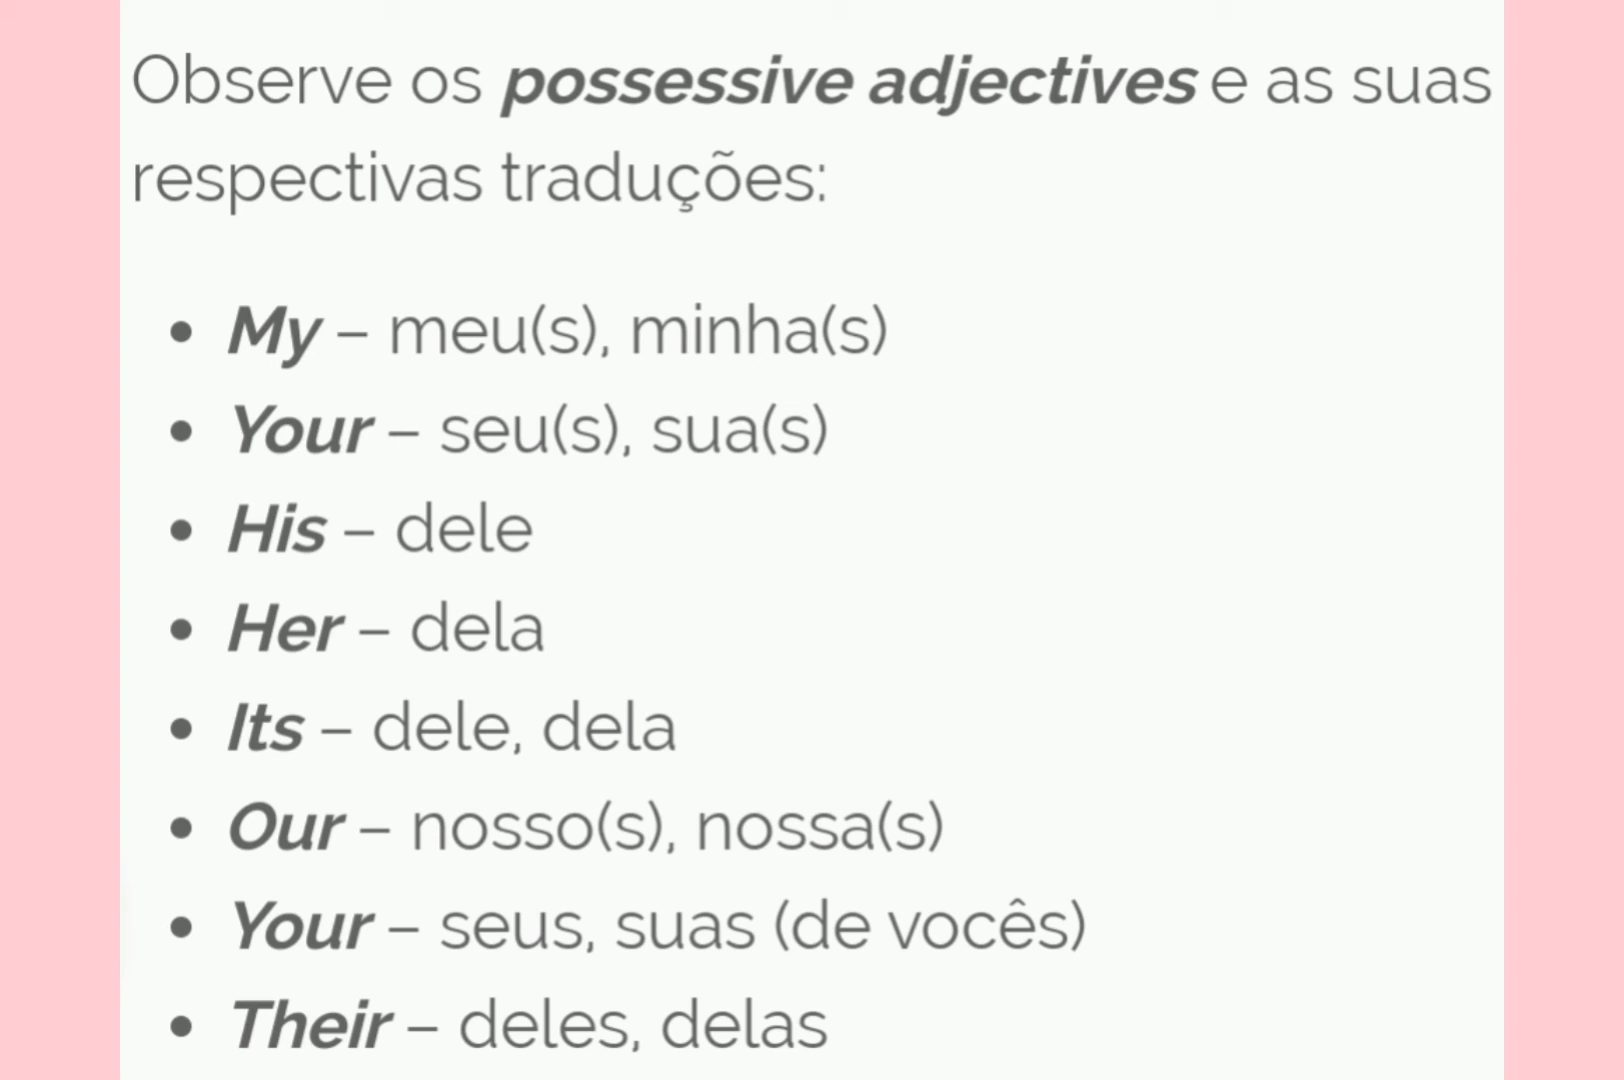 Observe os possessive adjectives e as suas
respectivas traduções:
• My – meu(s), minha(s)
• Your – seu(s), sua(s)
• His – dele
• Her – dela
• Its – dele, dela
• Our – nosso(s), nossa(s)
• Your – seus, suas (de vocês)
• Their – deles, delas